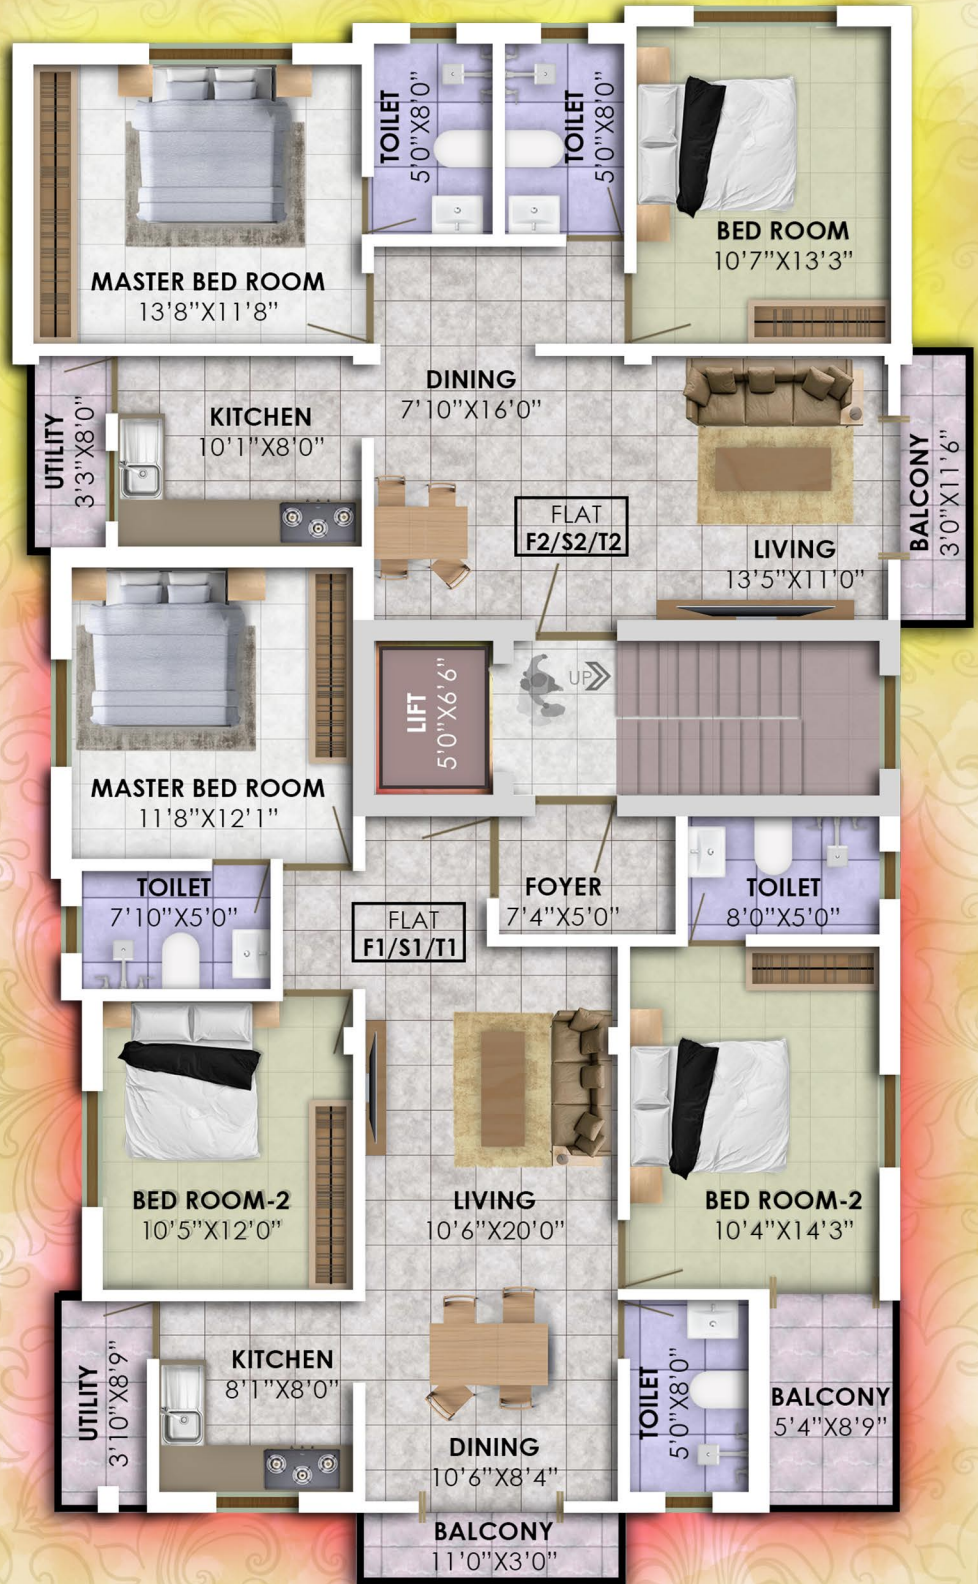 TOILET
5'0"X8'0"
TOILET
5'0"X8'0"
BED ROOM
10'7"X13'3"
MASTER BED ROOM
13'8"X11'8"
UTILITY
3'3"X8'0"
KITCHEN
10'1"X8'0"
DINING
7'10"X16'0"
FLAT
F2/S2/T2
LIVING
13'5"X11'0"
BALCONY
3'0"X11'6"
LIFT
5'0"X6'6"
UP
MASTER BED ROOM
11'8"X12'1"
TOILET
7'10"X5'0"
FLAT
F1/S1/T1
FOYER
7'4"X5'0"
TOILET
8'0"X5'0"
BED ROOM-2
10'5"X12'0"
LIVING
10'6"X20'0"
BED ROOM-2
10'4"X14'3"
UTILITY
3'10"X8'9"
KITCHEN
8'1"X8'0"
DINING
10'6"X8'4"
TOILET
5'0"X8'0"
BALCONY
5'4"X8'9"
BALCONY
11'0"X3'0"